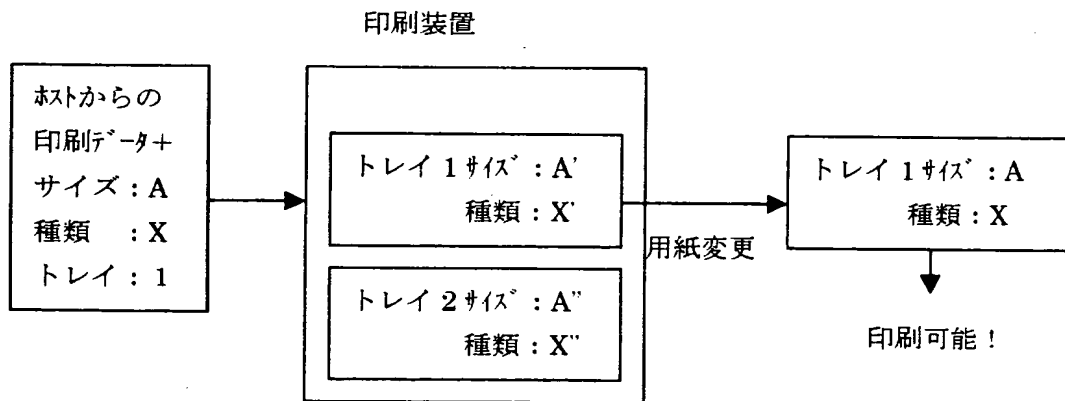 印刷装置
ホストからの
印刷データ+
サイズ:A
種類 :X
トレイ:1
トレイ1サイズ:A'
種類:X'
トレイ2サイズ:A"
種類:X"
用紙変更
トレイ1サイズ:A
種類:X
印刷可能!